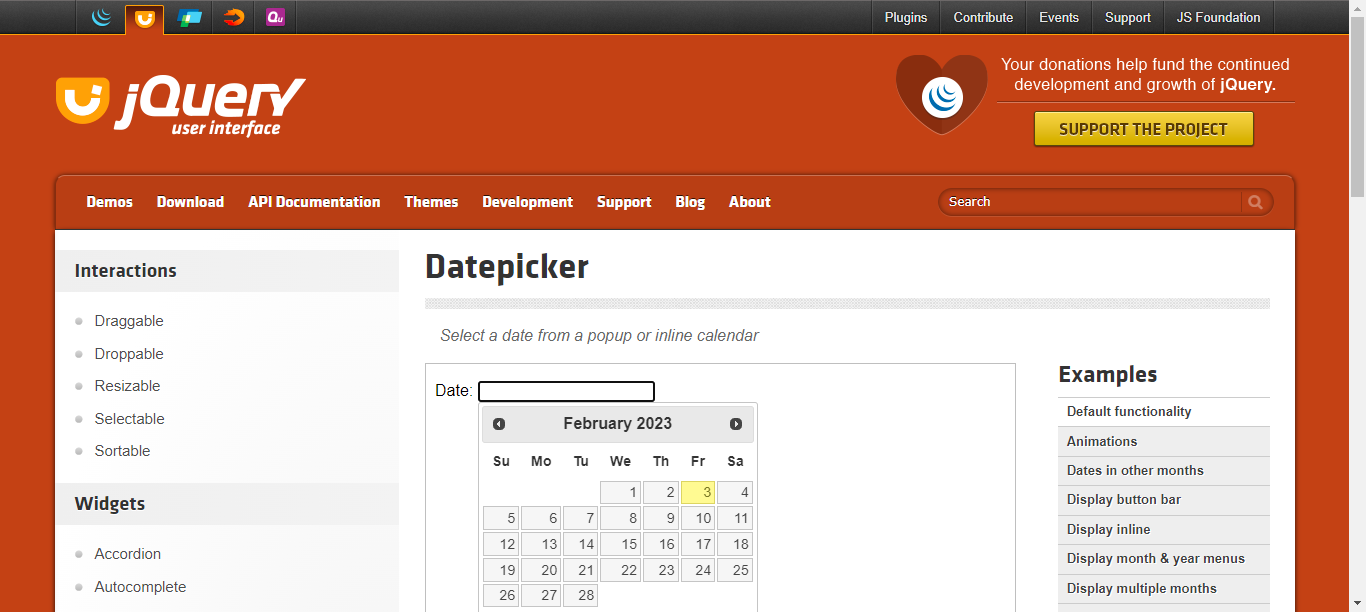 Qu
Plugins
Contribute
Events
Support
JS Foundation
jQuery
user interface
Your donations help fund the continued
development and growth of jQuery.
SUPPORT THE PROJECT
Demos
Download
API Documentation
Themes
Development
Support
Blog
About
Search
Interactions
Draggable
Droppable
Resizable
Selectable
Sortable
Widgets
Accordion
Autocomplete
Datepicker
Select a date from a popup or inline calendar
Date:
February 2023
Su Mo Tu We Th Fr Sa
1 2 3 4
5 6 7 8 9 10 11
12 13 14 15 16 17 18
19 20 21 22 23 24 25
26 27 28
Examples
Default functionality
Animations
Dates in other months
Display button bar
Display inline
Display month & year menus
Display multiple months